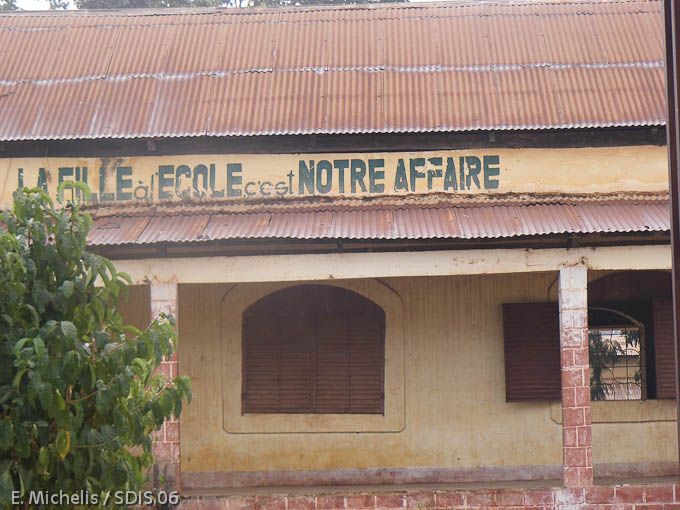 LA FILLE à l'ECOLE c'est NOTRE AFFAIRE
E. Michelis / SDIS 06